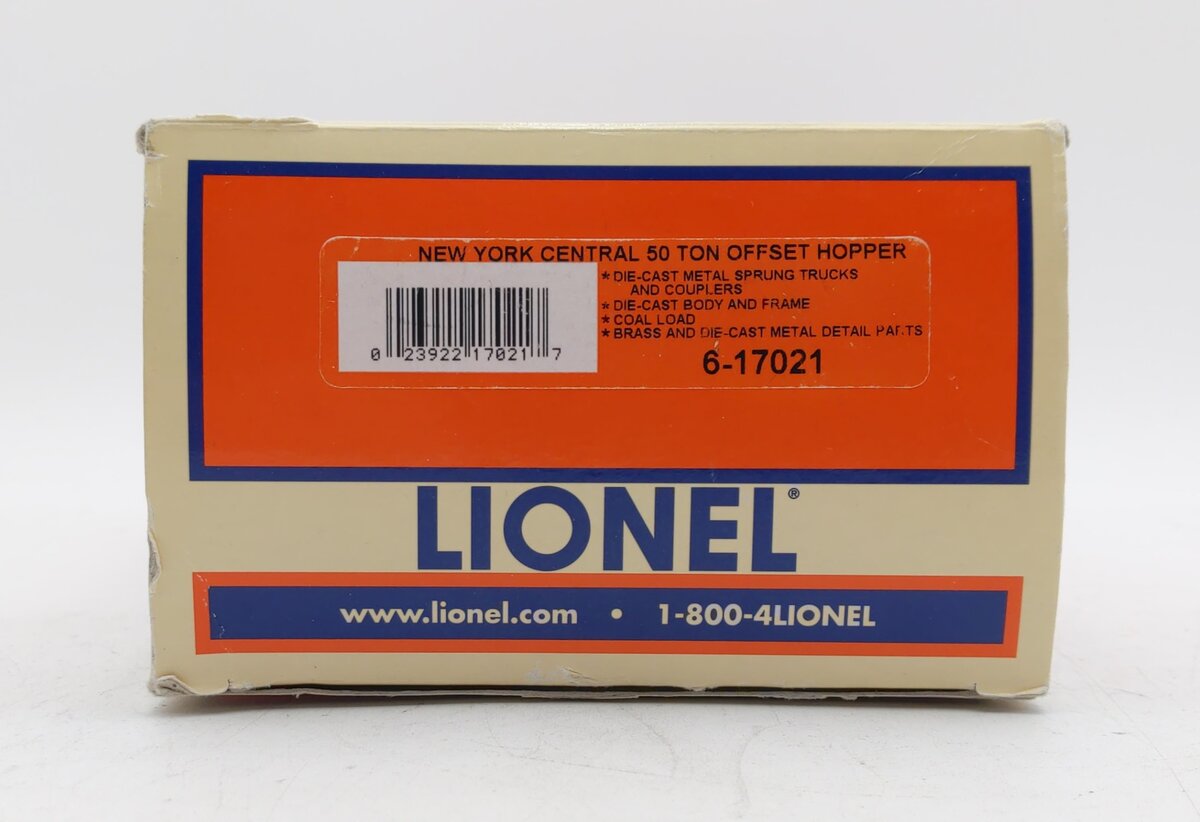 NEW YORK CENTRAL 50 TON OFFSET HOPPER
* DIE-CAST METAL SPRUNG TRUCKS
AND COUPLERS
* DIE-CAST BODY AND FRAME
* COAL LOAD
* BRASS AND DIE-CAST METAL DETAIL PARTS
0 23922 17021 7
6-17021
LIONEL®
www.lionel.com • 1-800-4LIONEL